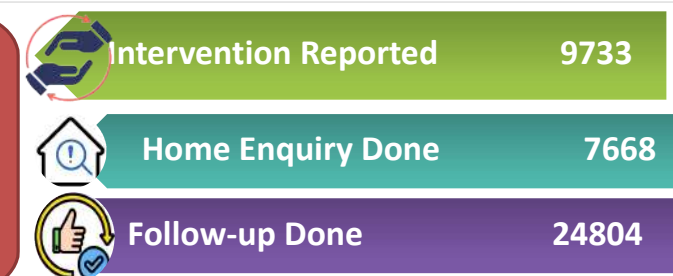 Intervention Reported 9733
Home Enquiry Done 7668
Follow-up Done 24804